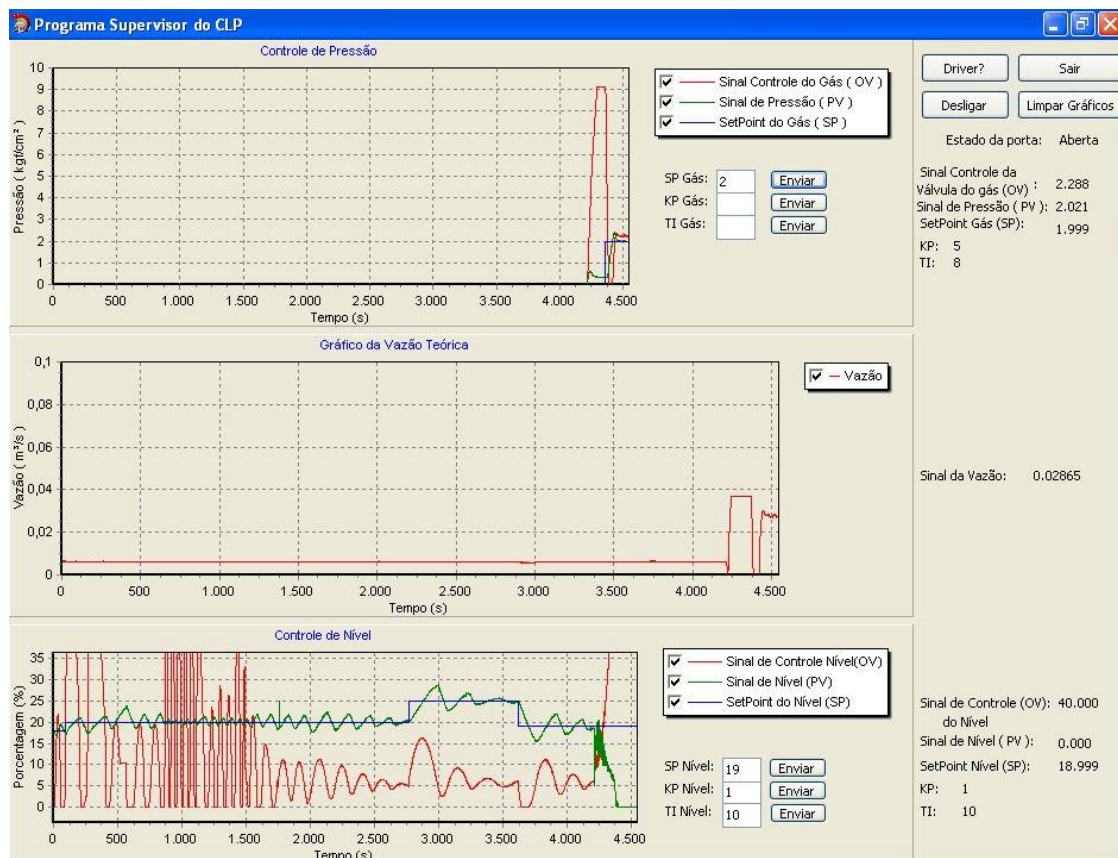 Programa Supervisor do CLP
Controle de Pressão
Pressão ( kgf/cm² )
10
9
8
7
6
5
4
3
2
1
0
0 500 1.000 1.500 2.000 2.500 3.000 3.500 4.000 4.500
Tempo (s)
Sinal Controle do Gás ( OV )
Sinal de Pressão ( PV )
SetPoint do Gás ( SP )
SP Gás: 2 Enviar
KP Gás: Enviar
TI Gás: Enviar
Driver? Sair
Desligar Limpar Gráficos
Estado da porta: Aberta
Sinal Controle da
Válvula do gás (OV) : 2.288
Sinal de Pressão ( PV ): 2.021
SetPoint Gás (SP): 1.999
KP: 5
TI: 8
Gráfico da Vazão Teórica
Vazão ( m³/s )
0,1
0,08
0,06
0,04
0,02
0
0 500 1.000 1.500 2.000 2.500 3.000 3.500 4.000 4.500
Tempo (s)
Vazão
Sinal da Vazão: 0.02865
Controle de Nível
Porcentagem (%)
35
30
25
20
15
10
5
0
0 500 1.000 1.500 2.000 2.500 3.000 3.500 4.000 4.500
Tempo (s)
Sinal de Controle Nível(OV)
Sinal de Nível (PV)
SetPoint do Nível (SP)
SP Nível: 19 Enviar
KP Nível: 1 Enviar
TI Nível: 10 Enviar
Sinal de Controle (OV): 40.000
do Nível
Sinal de Nível ( PV ): 0.000
SetPoint Nível (SP): 18.999
KP: 1
TI: 10